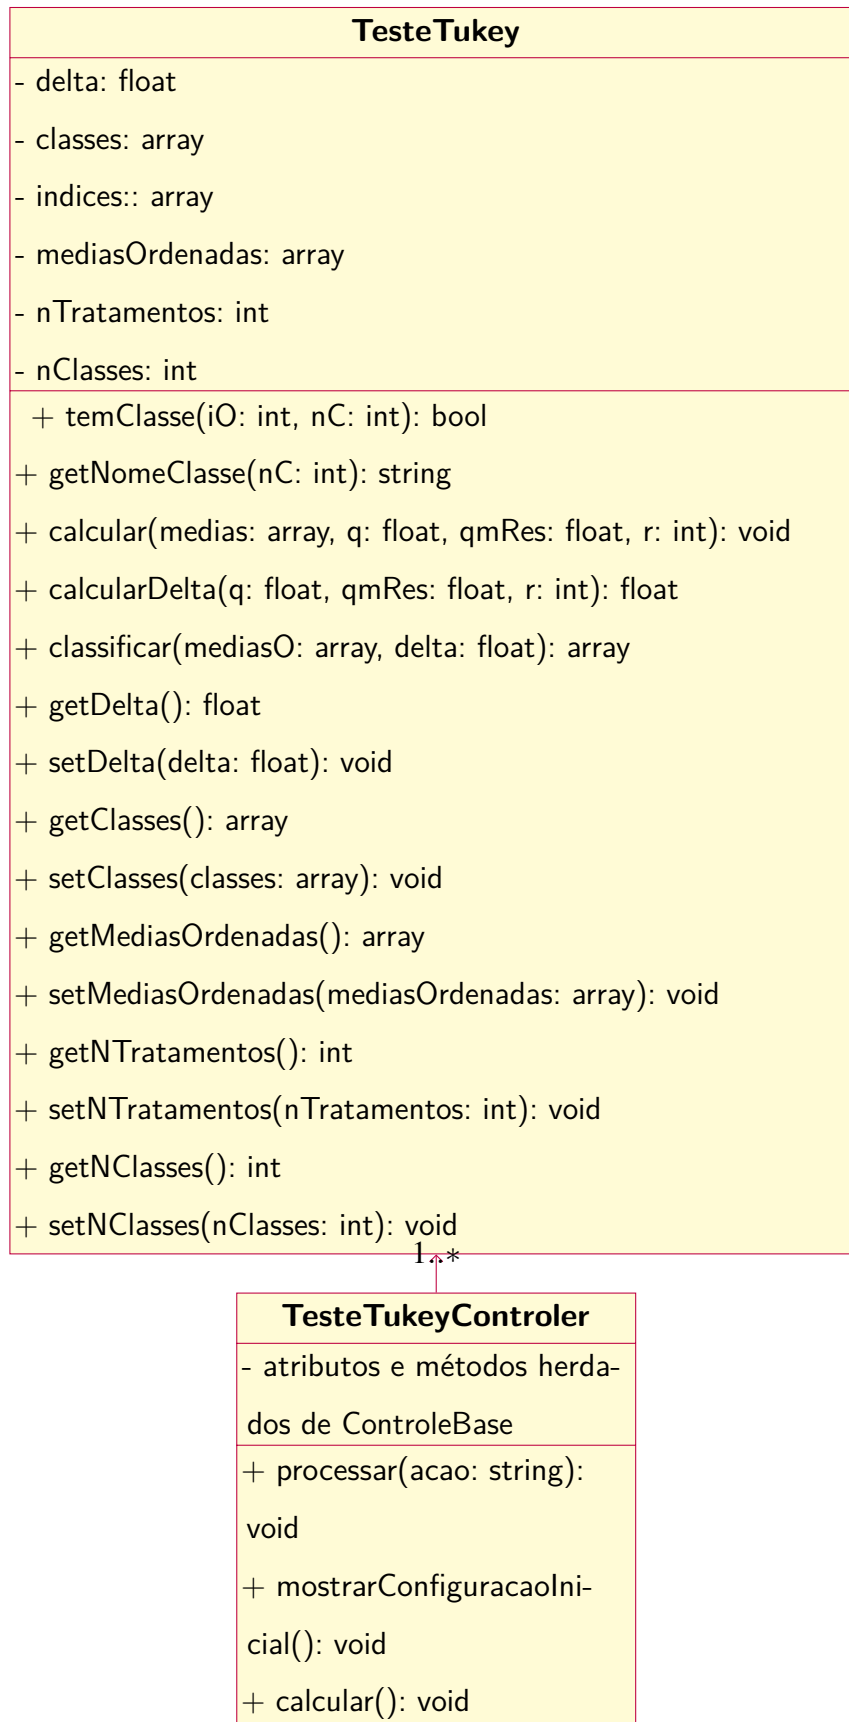 TesteTukey
- delta: float
- classes: array
- indices:: array
- mediasOrdenadas: array
- nTratamentos: int
- nClasses: int
+ temClasse(iO: int, nC: int): bool
+ getNomeClasse(nC: int): string
+ calcular(medias: array, q: float, qmRes: float, r: int): void
+ calcularDelta(q: float, qmRes: float, r: int): float
+ classificar(mediasO: array, delta: float): array
+ getDelta(): float
+ setDelta(delta: float): void
+ getClasses(): array
+ setClasses(classes: array): void
+ getMediasOrdenadas(): array
+ setMediasOrdenadas(mediasOrdenadas: array): void
+ getNTratamentos(): int
+ setNTratamentos(nTratamentos: int): void
+ getNClasses(): int
+ setNClasses(nClasses: int): void
1..*
TesteTukeyControler
- atributos e métodos herda-
dos de ControleBase
+ processar(acao: string):
void
+ mostrarConfiguracaoIni-
cial(): void
+ calcular(): void